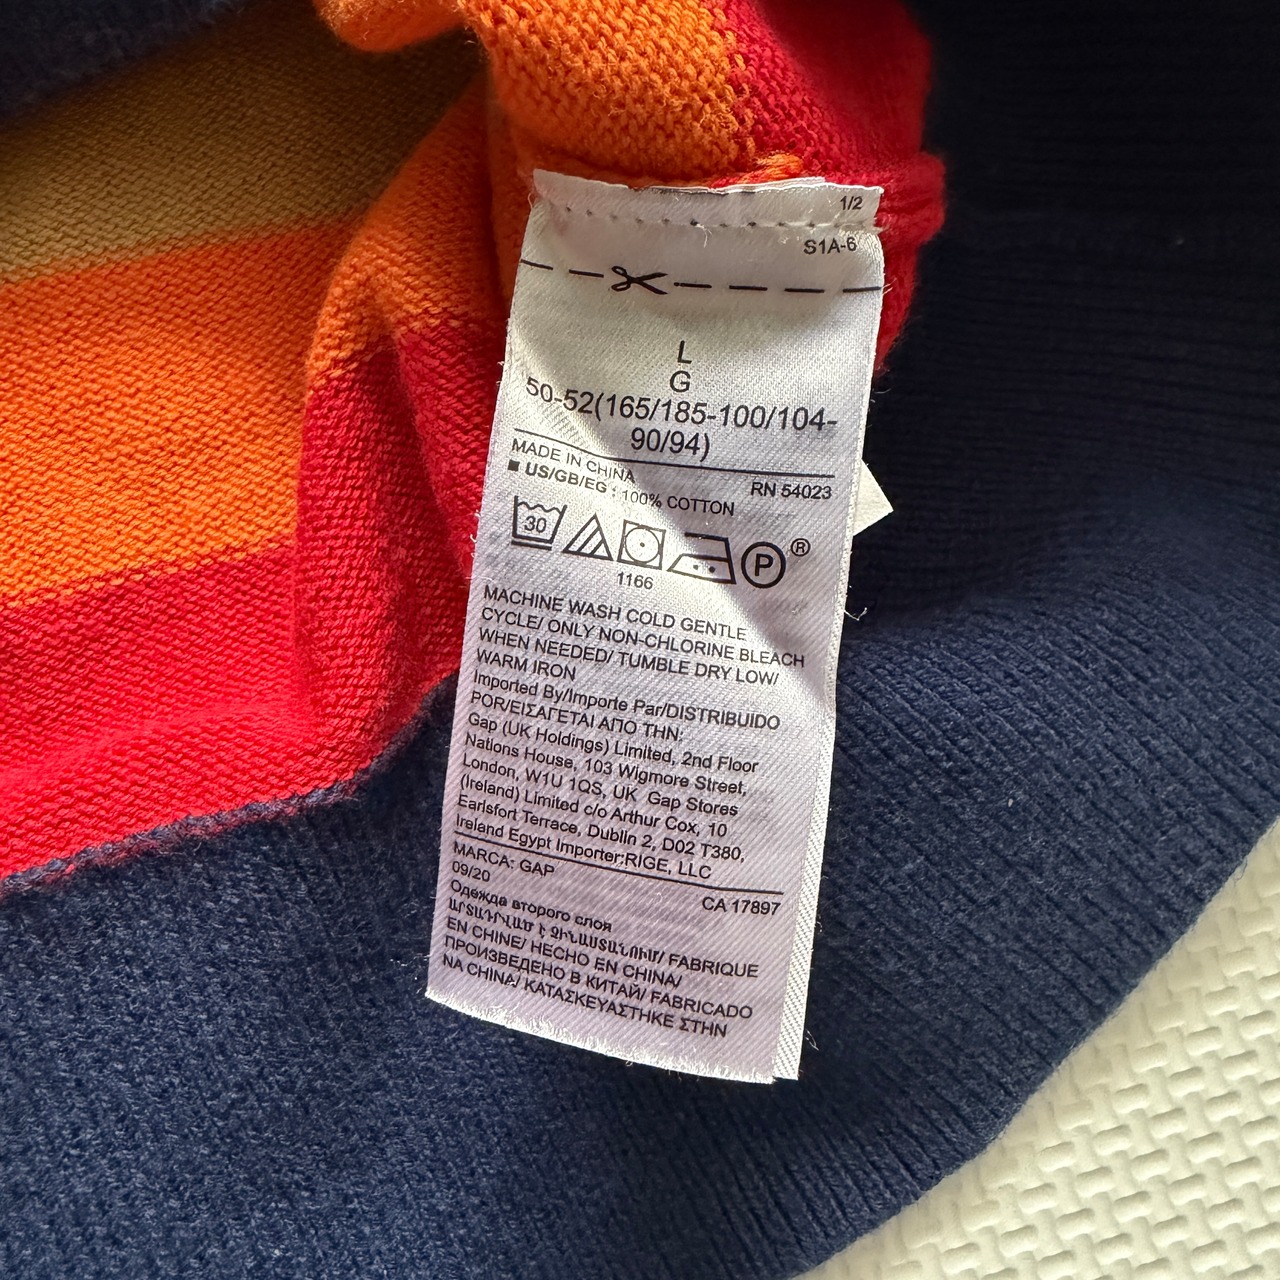 1/2
S1A-6
L
G
50-52(165/185-100/104-
90/94)
MADE IN CHINA
RN 54023
■ US/GB/EG : 100% COTTON
30
P
®
1166
MACHINE WASH COLD GENTLE
CYCLE/ ONLY NON-CHLORINE BLEACH
WHEN NEEDED/ TUMBLE DRY LOW/
WARM IRON
Imported By/Importe Par/DISTRIBUIDO
POR/ΕΙΣΑΓΕΤΑΙ ΑΠΟ ΤΗΝ:
Gap (UK Holdings) Limited, 2nd Floor
Nations House, 103 Wigmore Street,
London, W1U 1QS, UK Gap Stores
(Ireland) Limited c/o Arthur Cox, 10
Earlsfort Terrace, Dublin 2, D02 T380,
Ireland Egypt Importer:RIGE, LLC
MARCA: GAP
09/20
CA 17897
Одежда второго слоя
ԱՐՏԱԴՐՎԱԾ Է ՉԻՆԱՍՏԱՆՈՒՄ/ FABRIQUE
EN CHINE/ HECHO EN CHINA/
ПРОИЗВЕДЕНО В КИТАЙ/ FABRICADO
NA CHINA/ ΚΑΤΑΣΚΕΥΑΣΤΗΚΕ ΣΤΗΝ